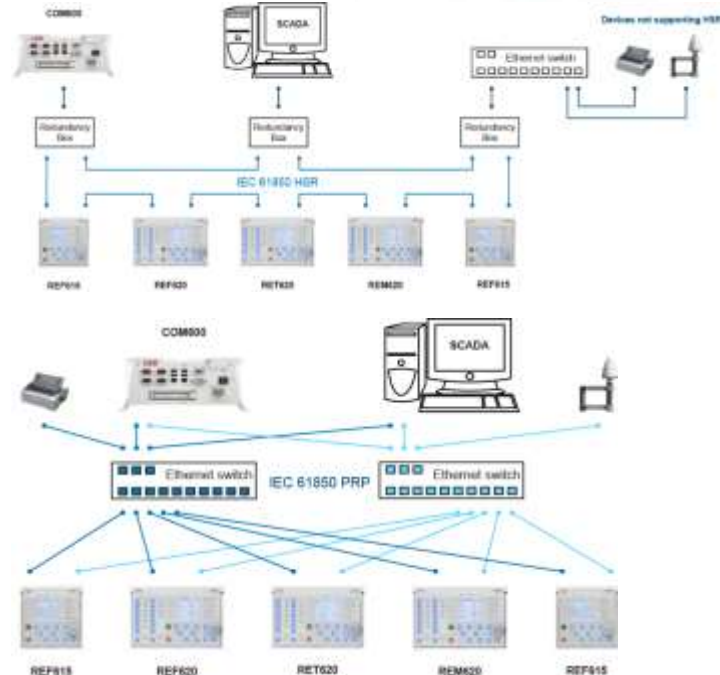 COM600
SCADA
Devices not supporting HSR
Ethernet switch
Redundancy
Box
Redundancy
Box
Redundancy
Box
IEC 61850 HSR
REF615
REF620
RET620
REM620
REF615
COM600
SCADA
Ethernet switch
IEC 61850 PRP
Ethernet switch
REF615
REF620
RET620
REM620
REF615